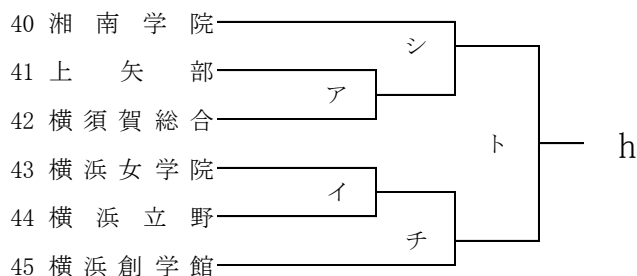 40 湘南学院
シ
41 上矢部
ア
42 横須賀総合
ト
h
43 横浜女学院
イ
44 横浜立野
チ
45 横浜創学館